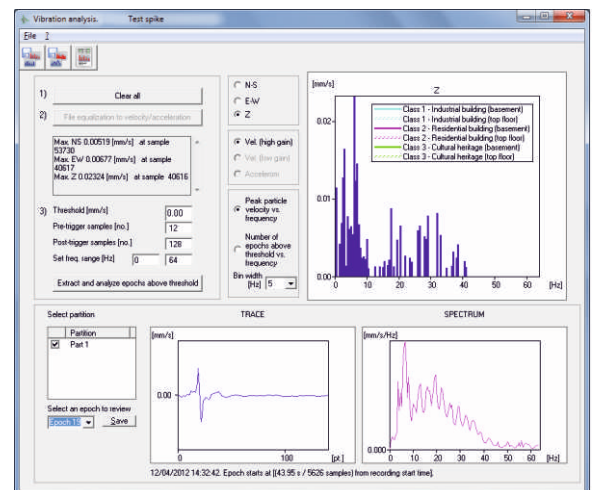 Vibration analysis. Test spike
File ?
1) Clear all
2) File equalization to velocity/acceleration
Max. NS 0.00519 [mm/s] at sample
53730
Max. EW 0.00677 [mm/s] at sample
40617
Max. Z 0.02324 [mm/s] at sample 40616
3) Threshold [mm/s] 0.00
Pre-trigger samples [no.] 12
Post-trigger samples [no.] 128
Set freq. range [Hz] 0 64
Extract and analyze epochs above threshold
N-S
E-W
Z
Vel. (high gain)
Vel. (low gain)
Accelerom
Peak particle
velocity vs.
frequency
Number of
epochs above
threshold vs.
frequency
Bin width
[Hz] 5
[mm/s]
Z
Class 1 - Industrial building (basement)
Class 1 - Industrial building (top floor)
Class 2 - Residential building (basement)
Class 2 - Residential building (top floor)
Class 3 - Cultural heritage (basement)
Class 3 - Cultural heritage (top floor)
0.02
0.01
0.00
0 10 20 30 40 50 60 [Hz]
Select partition
Partition
Part 1
Select an epoch to review
Epoch 15 Save
TRACE
[mm/s]
0.00
0 100 [pt]
SPECTRUM
[mm/s/Hz]
0.000
0 10 20 30 40 50 60 [Hz]
12/04/2012 14:32:42. Epoch starts at [(43.95 s / 5626 samples) from recording start time].